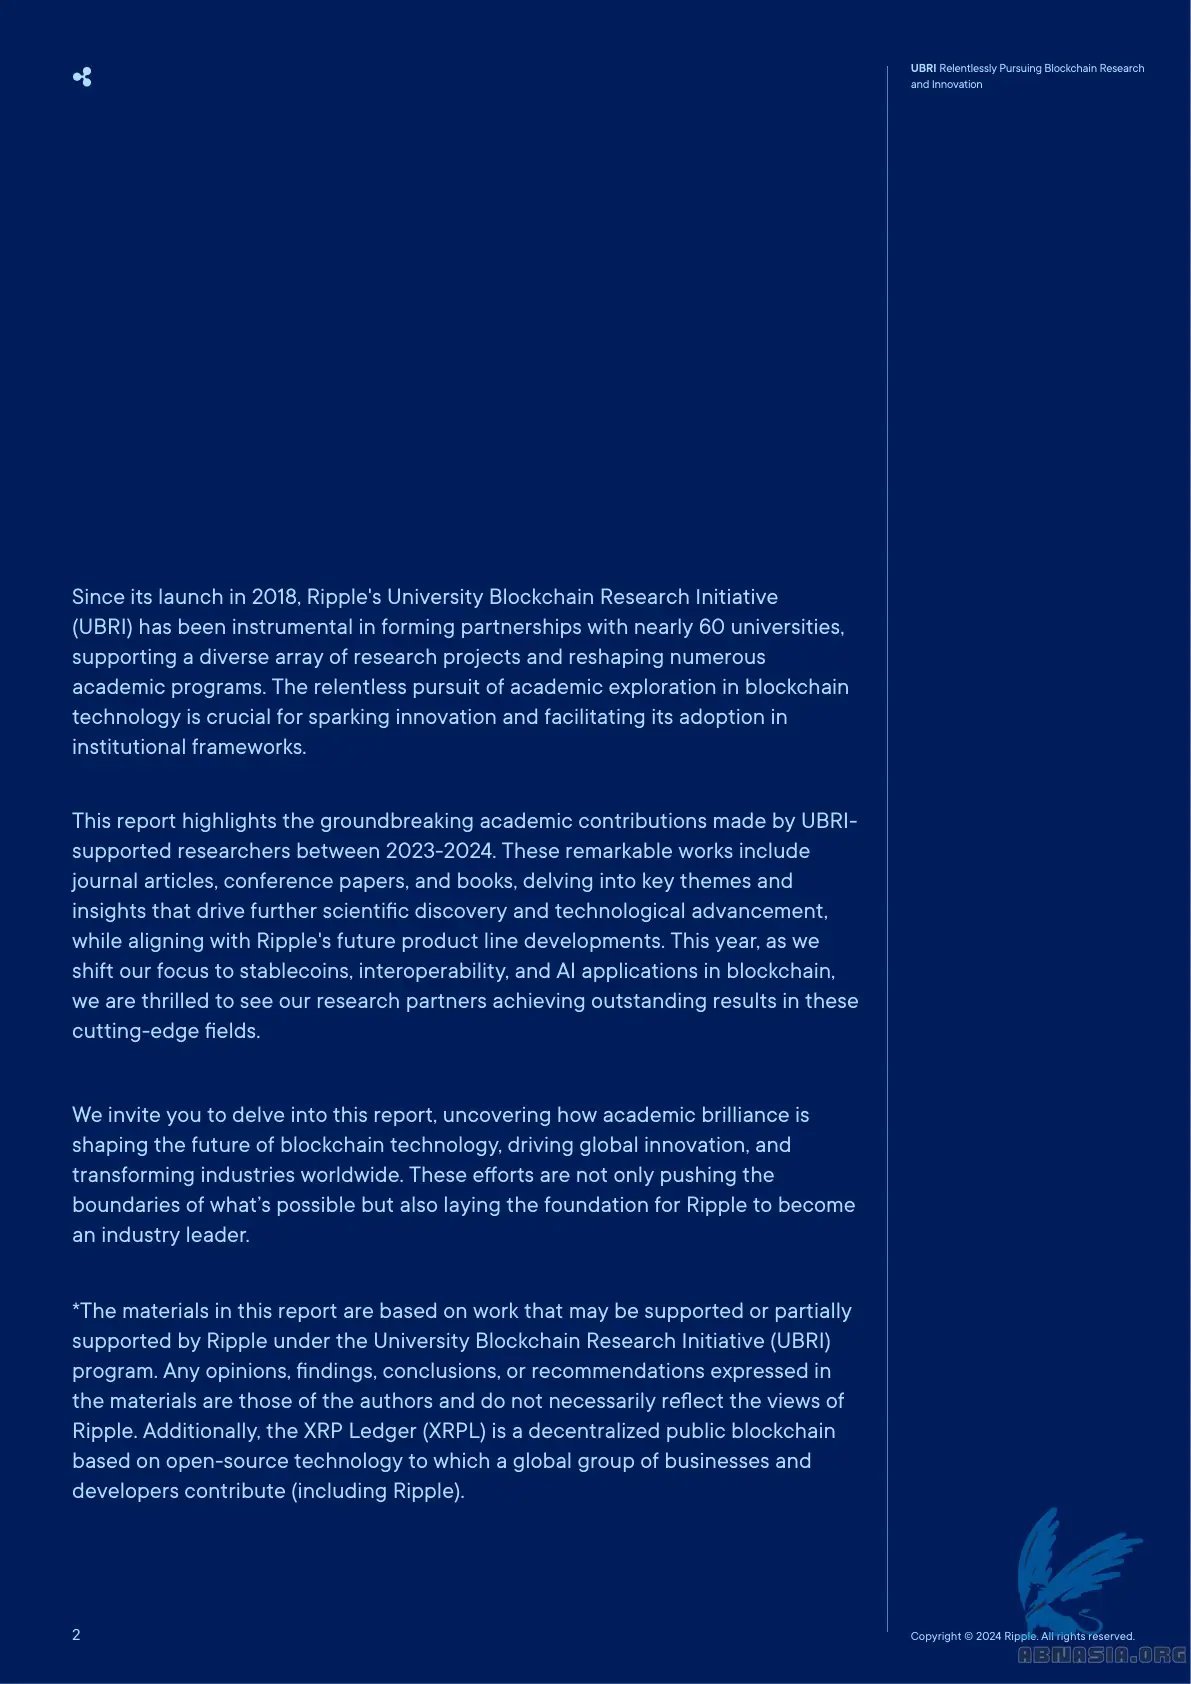 UBRI Relentlessly Pursuing Blockchain Research
and Innovation
Since its launch in 2018, Ripple's University Blockchain Research Initiative
(UBRI) has been instrumental in forming partnerships with nearly 60 universities,
supporting a diverse array of research projects and reshaping numerous
academic programs. The relentless pursuit of academic exploration in blockchain
technology is crucial for sparking innovation and facilitating its adoption in
institutional frameworks.
This report highlights the groundbreaking academic contributions made by UBRI-
supported researchers between 2023-2024. These remarkable works include
journal articles, conference papers, and books, delving into key themes and
insights that drive further scientific discovery and technological advancement,
while aligning with Ripple's future product line developments. This year, as we
shift our focus to stablecoins, interoperability, and AI applications in blockchain,
we are thrilled to see our research partners achieving outstanding results in these
cutting-edge fields.
We invite you to delve into this report, uncovering how academic brilliance is
shaping the future of blockchain technology, driving global innovation, and
transforming industries worldwide. These efforts are not only pushing the
boundaries of what’s possible but also laying the foundation for Ripple to become
an industry leader.
*The materials in this report are based on work that may be supported or partially
supported by Ripple under the University Blockchain Research Initiative (UBRI)
program. Any opinions, findings, conclusions, or recommendations expressed in
the materials are those of the authors and do not necessarily reflect the views of
Ripple. Additionally, the XRP Ledger (XRPL) is a decentralized public blockchain
based on open-source technology to which a global group of businesses and
developers contribute (including Ripple).
2
Copyright © 2024 Ripple. All rights reserved.
ABNASIA.ORG